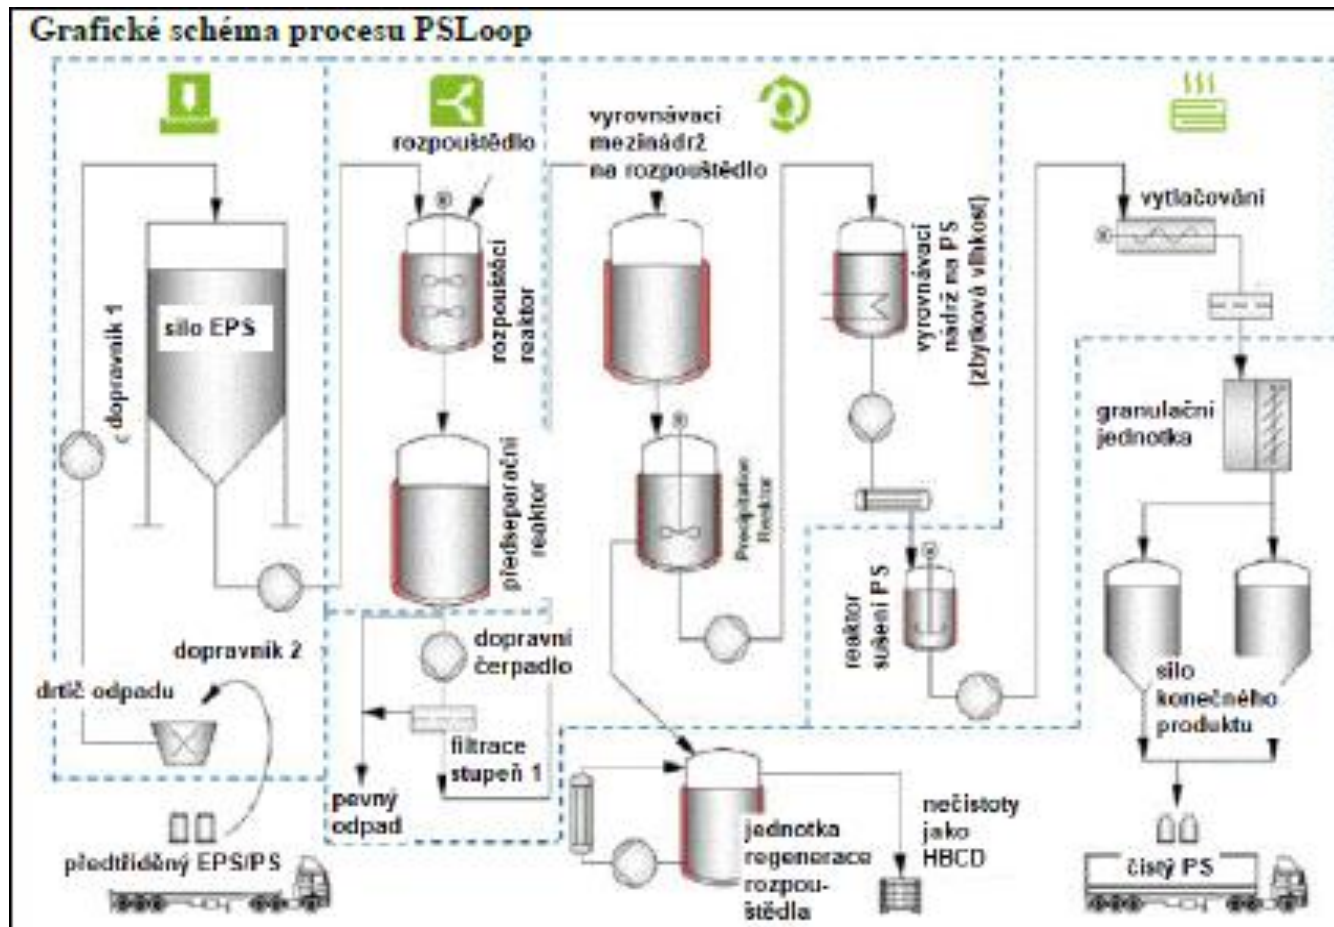 Grafické schéma procesu PSLoop
rozpouštědlo
vyrovnávací
mezinádrž
na rozpouštědlo
vytlačování
dopravník 1
silo EPS
rozpouštěcí
reaktor
vyrovnávací
nádrž na PS
(zbytková vlhkost)
granulační
jednotka
předseparační
reaktor
Precipitation
Reaktor
reaktor
sušení PS
dopravník 2
drtič odpadu
dopravní
čerpadlo
silo
konečného
produktu
filtrace
stupeň 1
pevný
odpad
předtříděný EPS/PS
jednotka
regenerace
rozpou-
štědla
nečistoty
jako
HBCD
čistý PS